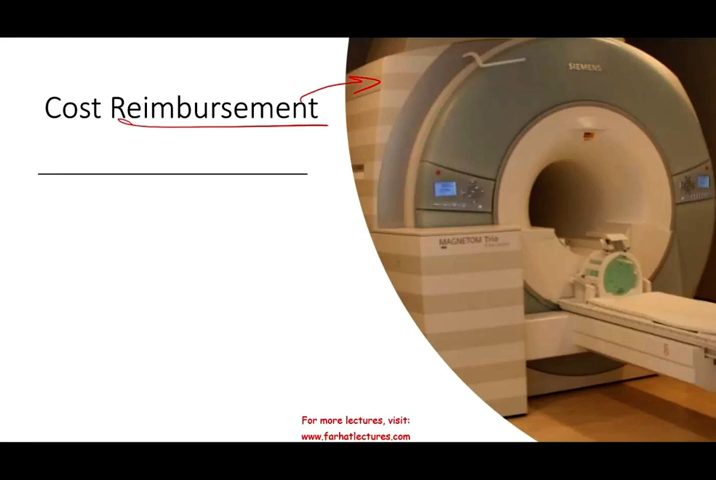 Cost Reimbursement
SIEMENS
MAGNETOM Trio
For more lectures, visit:
www.farhatlectures.com